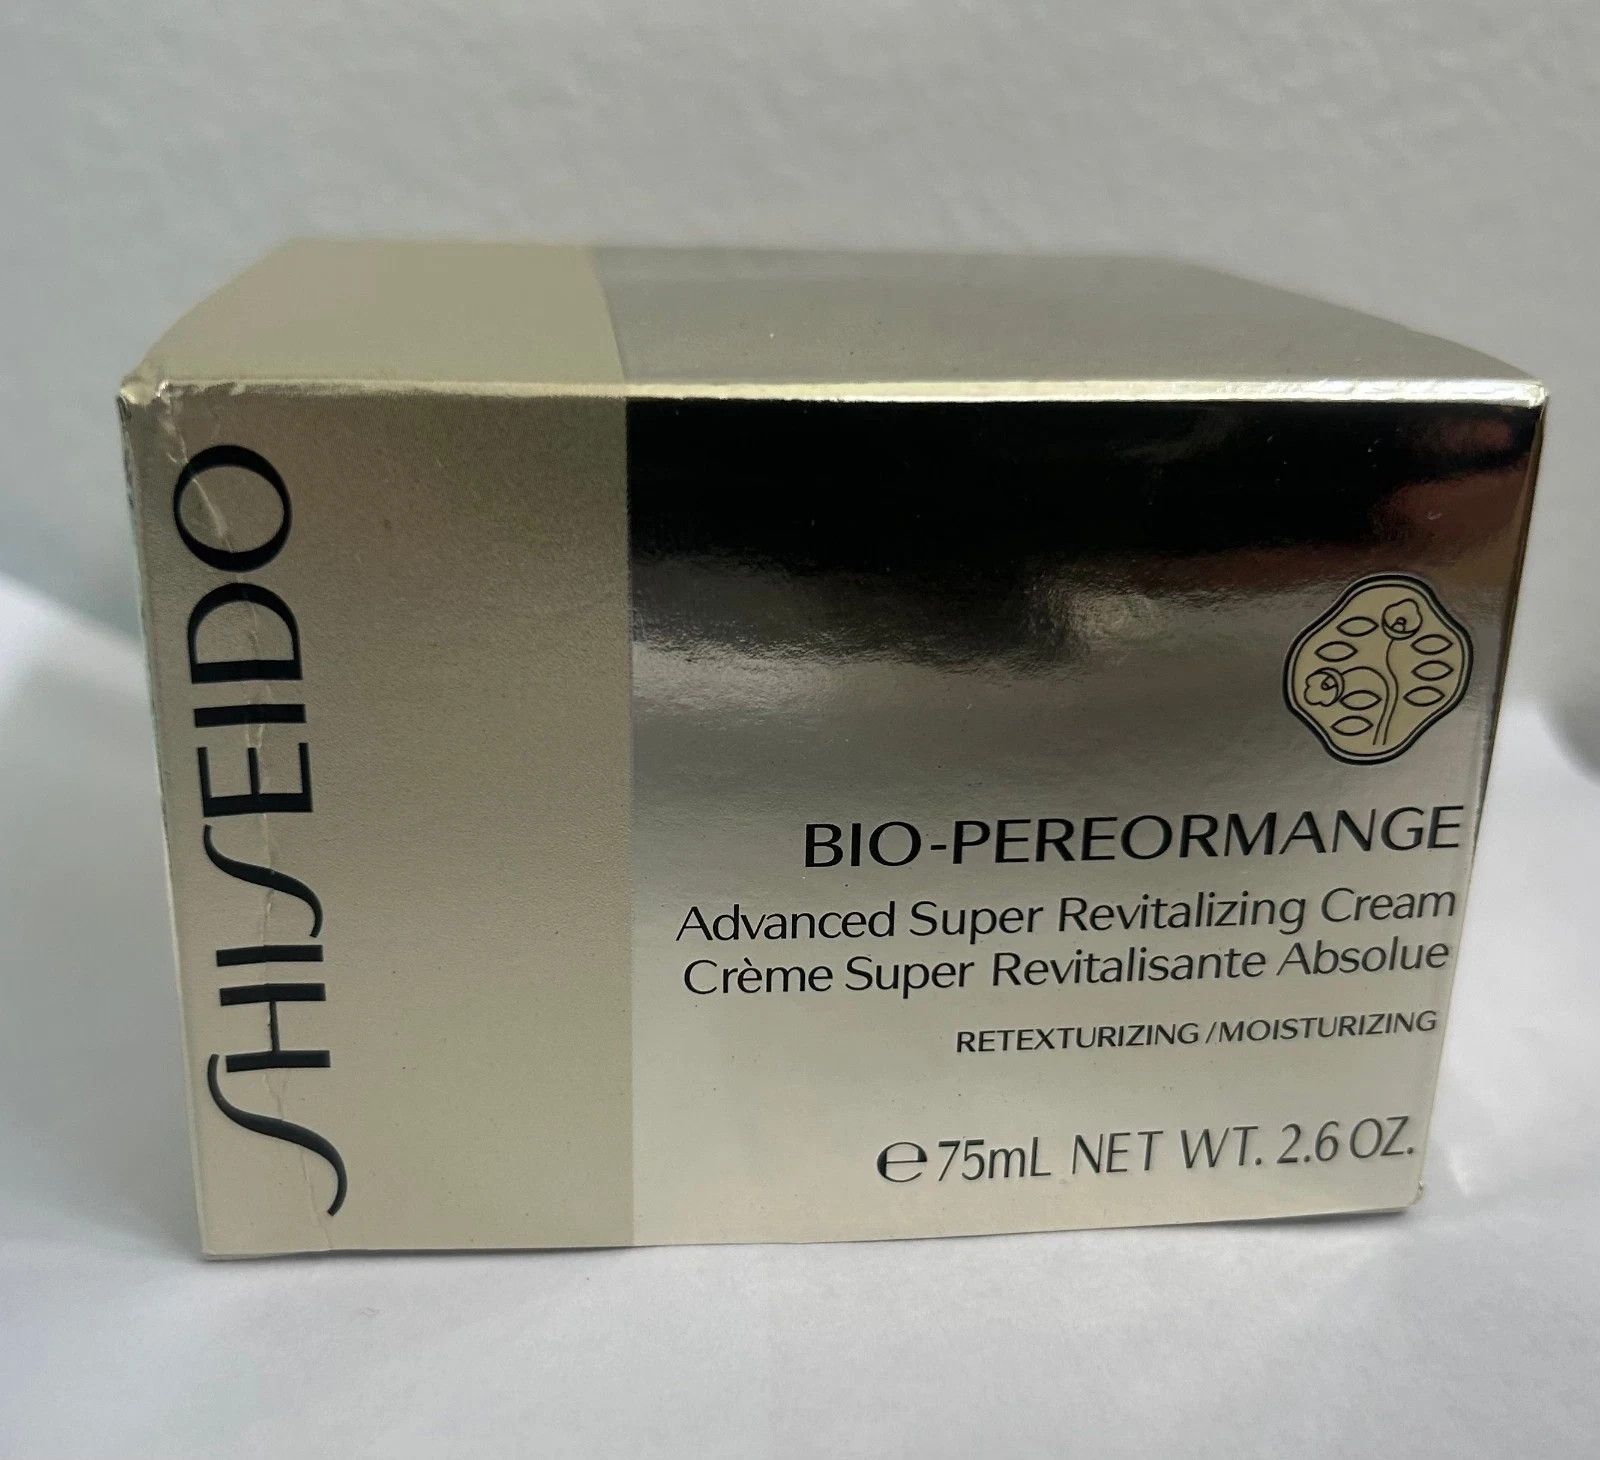 SHISEIDO
BIO-PEREORMANGE
Advanced Super Revitalizing Cream
Crème Super Revitalisante Absolue
RETEXTURIZING/MOISTURIZING
℮75mL NET WT. 2.6 OZ.